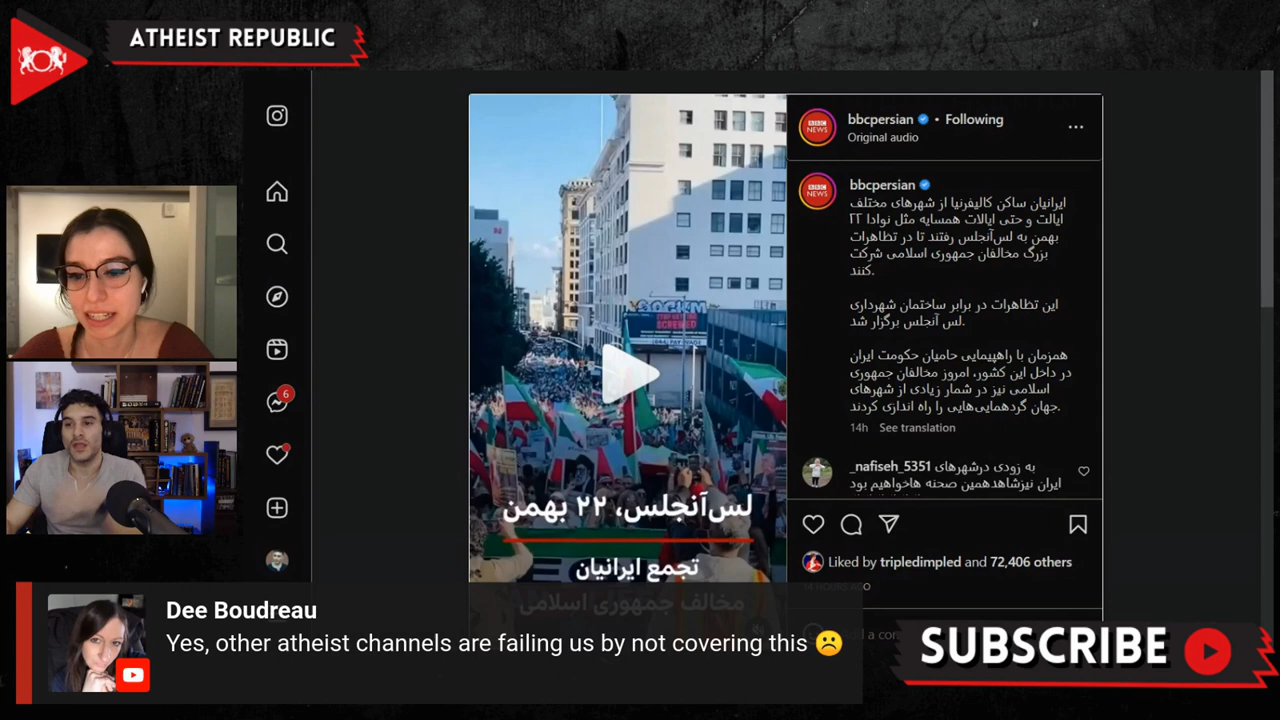 ATHEIST REPUBLIC
bbcpersian • Following
Original audio
BBC
NEWS
BBC
NEWS
bbcpersian
ایرانیان ساکن کالیفرنیا از شهرهای مختلف
ایالت و حتی ایالات همسایه مثل نوادا ۲۲
بهمن به لس‌آنجلس رفتند تا در تظاهرات
بزرگ مخالفان جمهوری اسلامی شرکت
کنند.
این تظاهرات در برابر ساختمان شهرداری
لس آنجلس برگزار شد.
همزمان با راهپیمایی حامیان حکومت ایران
در داخل این کشور، امروز مخالفان جمهوری
اسلامی نیز در شمار زیادی از شهرهای
جهان گردهمایی‌هایی را راه اندازی کردند.
14h See translation
_nafiseh_5351 به زودی درشهرهای
ایران نیزشاهدهمین صحنه هاخواهیم بود
6
Liked by tripledimpled and 72,406 others
لس‌آنجلس، ۲۲ بهمن
تجمع ایرانیان
مخالف جمهوری اسلامی
Dee Boudreau
Yes, other atheist channels are failing us by not covering this ☹️
SUBSCRIBE